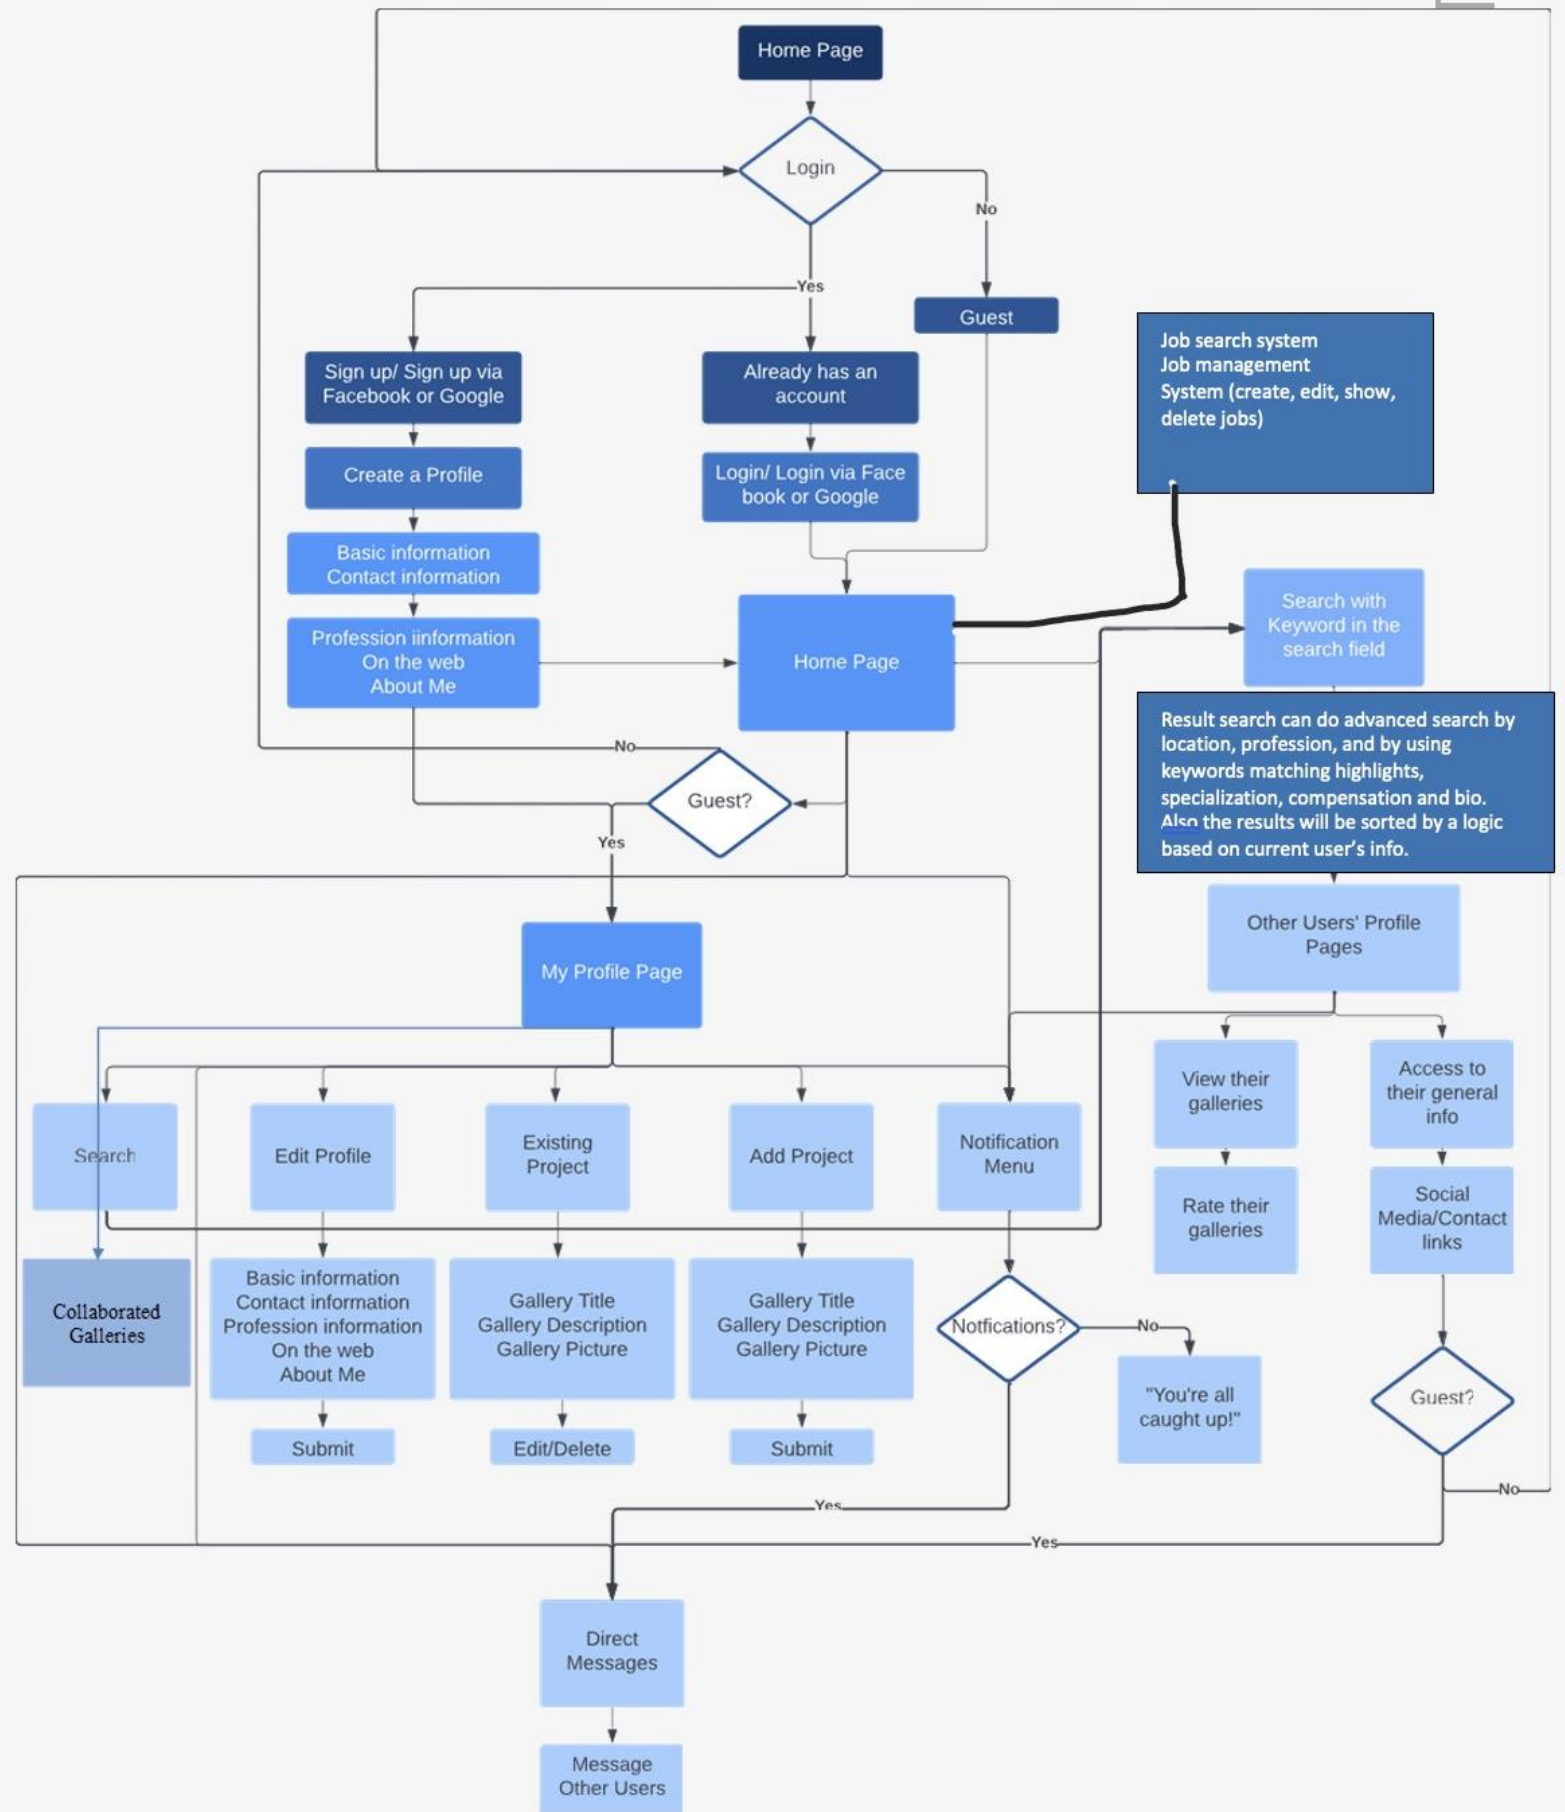 Home Page
Login
No
Yes
Guest
Sign up/ Sign up via
Facebook or Google
Already has an
account
Job search system
Job management
System (create, edit, show,
delete jobs)
Create a Profile
Login/ Login via Face
book or Google
Basic information
Contact information
Profession iinformation
On the web
About Me
Home Page
Search with
Keyword in the
search field
No
Guest?
Yes
Result search can do advanced search by
location, profession, and by using
keywords matching highlights,
specialization, compensation and bio.
Also the results will be sorted by a logic
based on current user's info.
My Profile Page
Other Users' Profile
Pages
Search
Edit Profile
Existing
Project
Add Project
Notification
Menu
View their
galleries
Access to
their general
info
Rate their
galleries
Social
Media/Contact
links
Collaborated
Galleries
Basic information
Contact information
Profession information
On the web
About Me
Gallery Title
Gallery Description
Gallery Picture
Gallery Title
Gallery Description
Gallery Picture
Notfications?
No
"You're all
caught up!"
Guest?
Submit
Edit/Delete
Submit
No
Yes
Yes
Direct
Messages
Message
Other Users